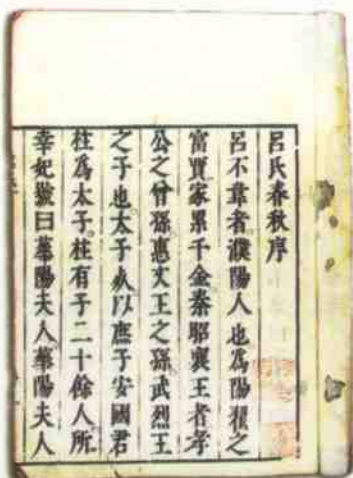 呂氏春秋序
呂不韋者濮陽人也爲陽翟之
富賈家累千金秦昭襄王者孝
公之曾孫惠文王之孫武烈王
之子也太子死以庶子安國君
柱爲太子柱有子二十餘人所
幸妃號曰華陽夫人華陽夫人